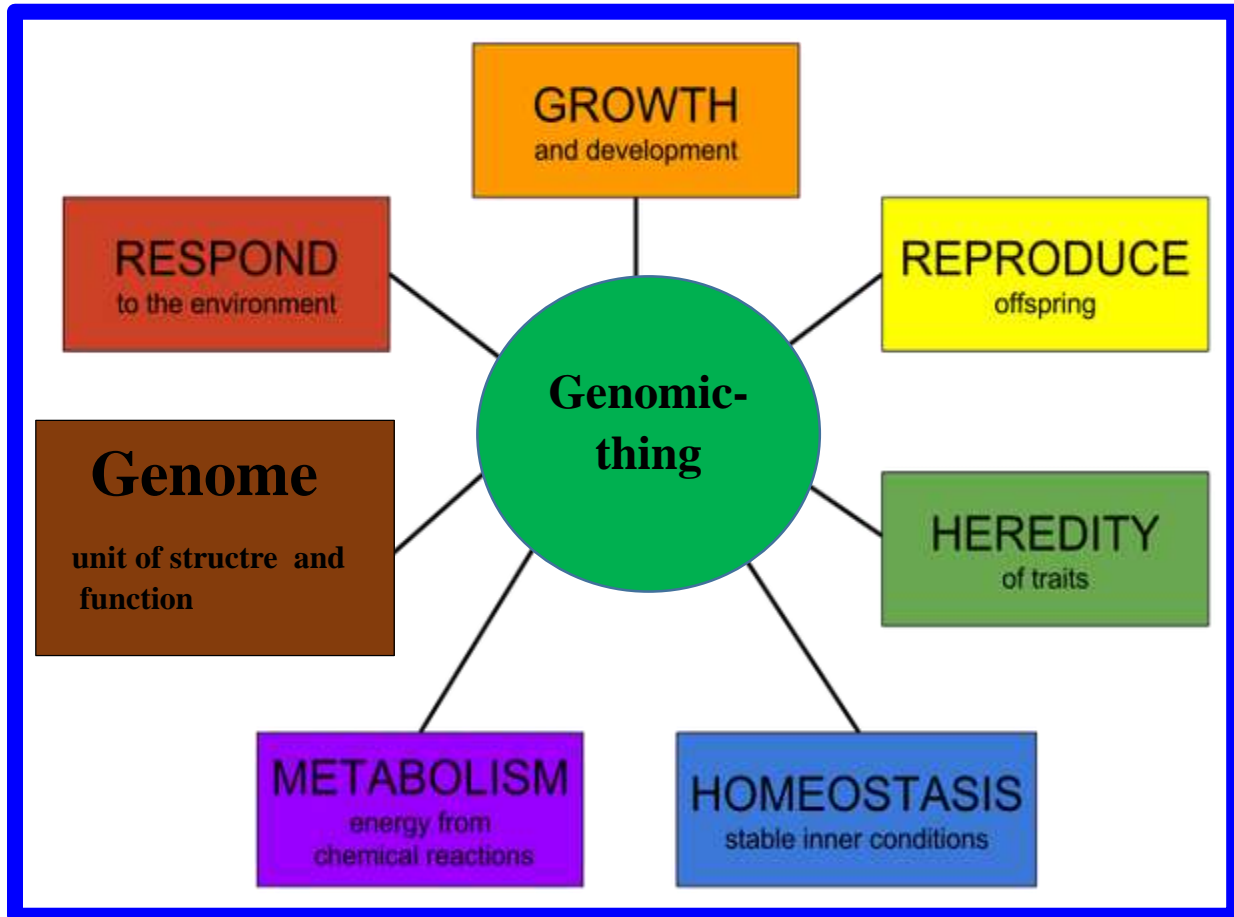 GROWTH
and development
RESPOND
to the environment
REPRODUCE
offspring
Genomic-
thing
Genome
unit of structre and
function
HEREDITY
of traits
METABOLISM
energy from
chemical reactions
HOMEOSTASIS
stable inner conditions